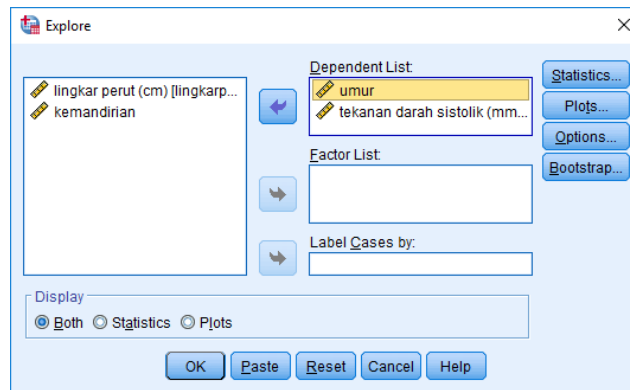 Explore
lingkar perut (cm) [lingkarp...
kemandirian
Dependent List:
umur
tekanan darah sistolik (mm...
Factor List:
Label Cases by:
Statistics...
Plots...
Options...
Bootstrap...
Display
Both Statistics Plots
OK Paste Reset Cancel Help